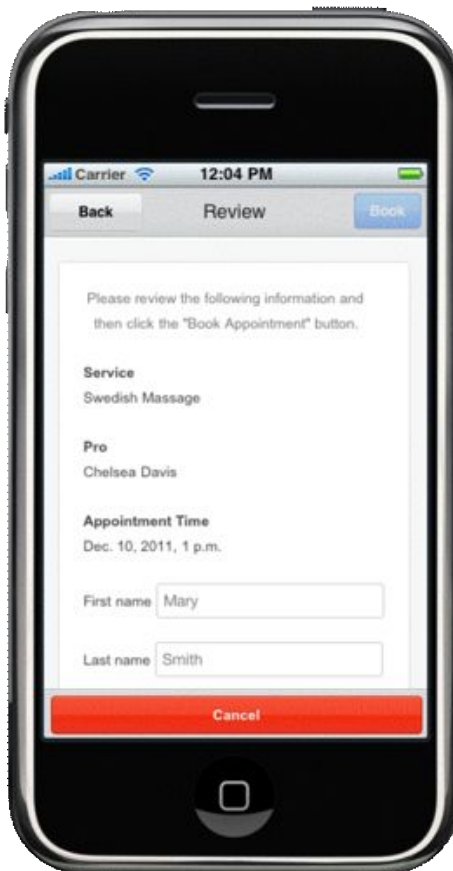 Carrier 12:04 PM
Back Review Book
Please review the following information and
then click the "Book Appointment" button.
Service
Swedish Massage
Pro
Chelsea Davis
Appointment Time
Dec. 10, 2011, 1 p.m.
First name Mary
Last name Smith
Cancel